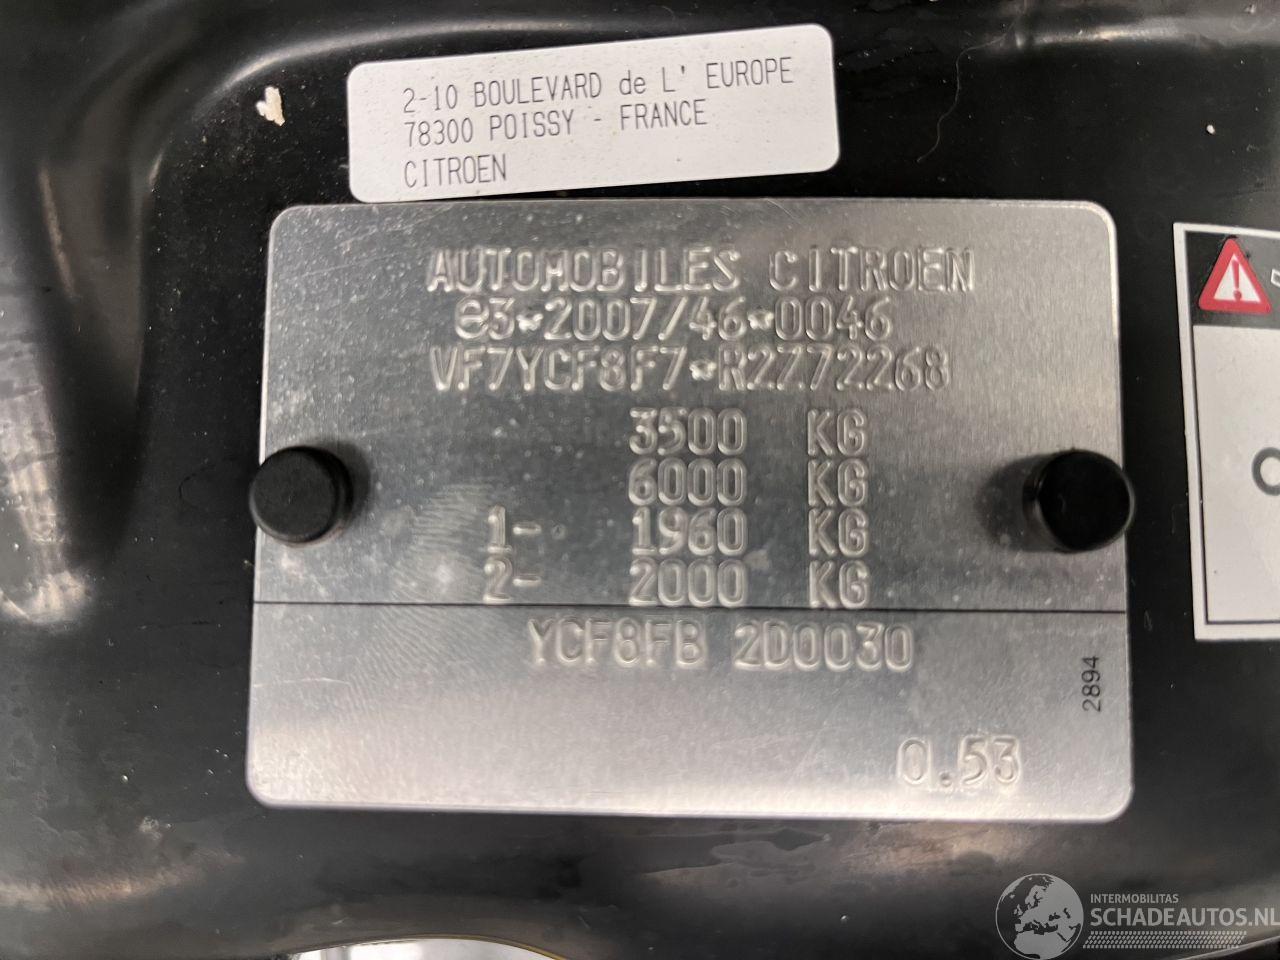 2-10 BOULEVARD de L' EUROPE
78300 POISSY - FRANCE
CITROEN
AUTOMOBILES CITROEN
e3*2007/46*0046
VF7YCF8F7*R2Z72268
3500 KG
6000 KG
1- 1960 KG
2- 2000 KG
YCF8FB 2D0030
2894
0.53
INTERMOBILITAS
SCHADEAUTOS.NL